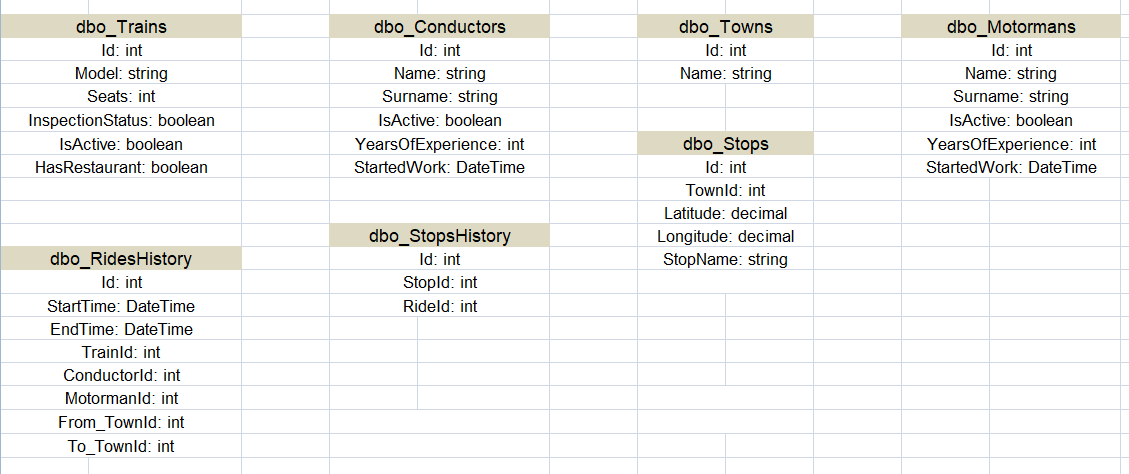 dbo_Trains
Id: int
Model: string
Seats: int
InspectionStatus: boolean
IsActive: boolean
HasRestaurant: boolean
dbo_Conductors
Id: int
Name: string
Surname: string
IsActive: boolean
YearsOfExperience: int
StartedWork: DateTime
dbo_Towns
Id: int
Name: string
dbo_Motormans
Id: int
Name: string
Surname: string
IsActive: boolean
YearsOfExperience: int
StartedWork: DateTime
dbo_Stops
Id: int
TownId: int
Latitude: decimal
Longitude: decimal
StopName: string
dbo_StopsHistory
Id: int
StopId: int
RideId: int
dbo_RidesHistory
Id: int
StartTime: DateTime
EndTime: DateTime
TrainId: int
ConductorId: int
MotormanId: int
From_TownId: int
To_TownId: int